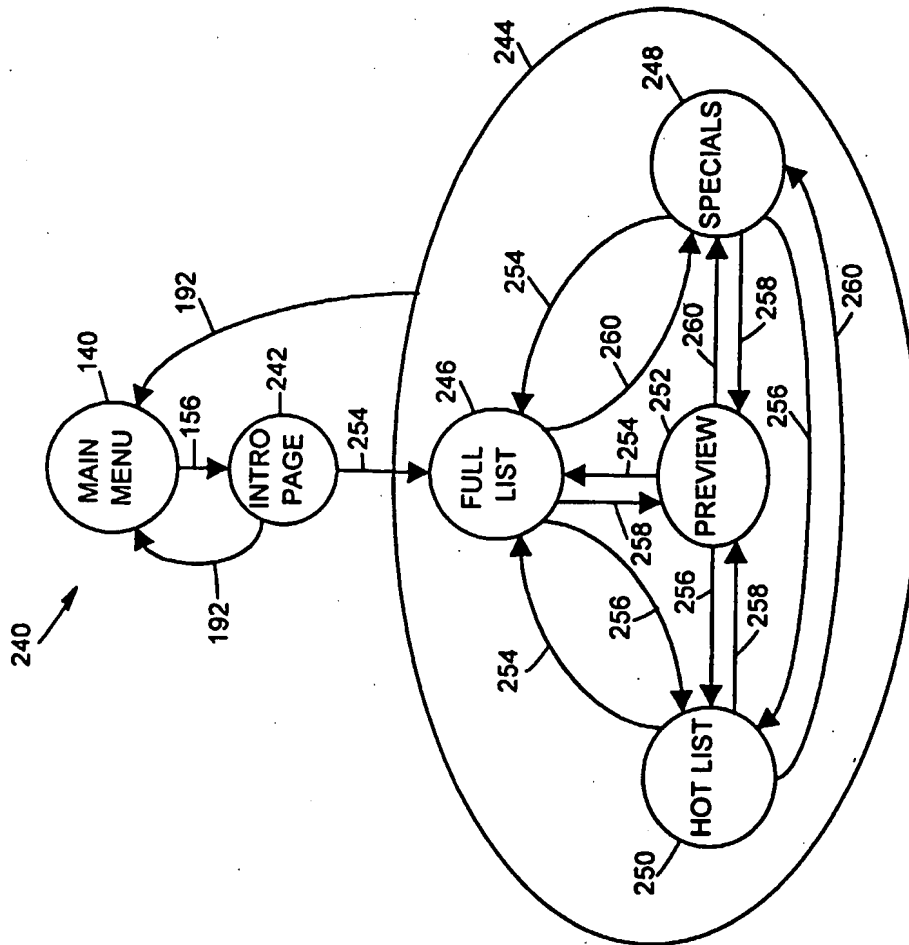 240
MAIN
MENU
140
192
156
192
INTRO
PAGE
242
254
244
FULL
LIST
246
254
254
256
258
254
260
HOT LIST
250
256
258
PREVIEW
252
260
258
SPECIALS
248
256
260